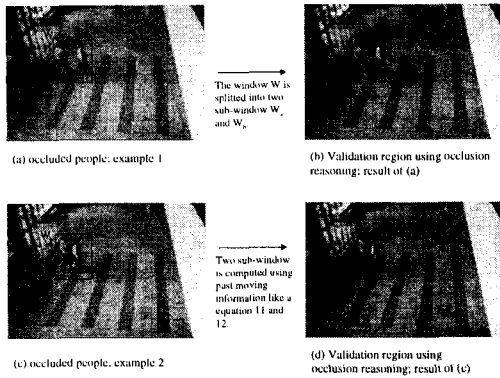 The window W is
splitted into two
sub-window W
and W
(a) occluded people: example 1
(b) Validation region using occlusion
reasoning: result of (a)
Two sub-window
is computed using
past moving
information like a
equation 11 and
12.
(c) occluded people. example 2
(d) Validation region using
occlusion reasoning; result of (c)